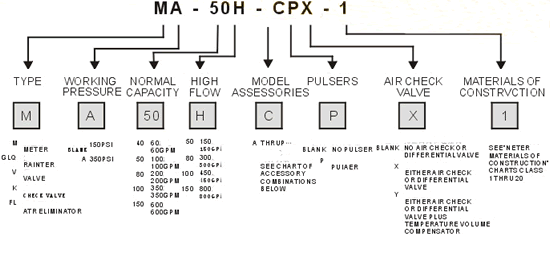 MA - 50H - CPX - 1
TYPE
WORKING
PRESSURE
NORMAL
CAPACITY
HIGH
FLOW
MODEL
ASSESSORIES
PULSERS
AIR CHECK
VALVE
MATERIALS OF
CONSTRVCTION
M
A
50
H
C
P
X
1
M
METER
GLO
RAINTER
V
VALVE
K
CHECK VALVE
FL
ATR ELIMINATOR
BLANK
150PSI
A 350PSI
40 60.
60GPM
50 100.
100GPM
80 200
200GPM
100 350
350GPM
150 600
600GPM
50 150
150GPM
80 300.
300GPM
100 450.
150 800
800GPM
A THRU P...
SEE CHART OF
ACCESSORY
COMBINATIONS
BELOW
BLANK NO PULSER
P
PUIAER
BLANK
NO AIR CHECK OR
DIFFERENTIAL VALVE
X
EITHER AIR CHECK
OR DIFFERENTIAL
VALVE
Y
EITHER AIR CHECK
OR DIFFERENTIAL
VALVE PLUS
TEMPERATURE VOLUME
COMPENSATOR
SEE "NETER
MATERIALS OF
CONSTRUCTION"
CHARTS CLASS
1 THRU 20